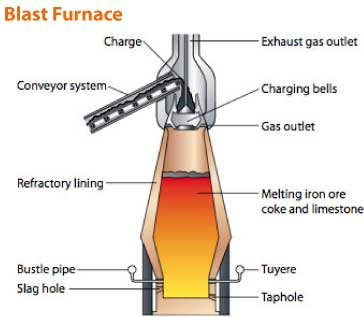 Blast Furnace
Charge
Exhaust gas outlet
Conveyor system
Charging bells
Gas outlet
Refractory lining
Melting iron ore
coke and limestone
Bustle pipe
Tuyere
Slag hole
Taphole